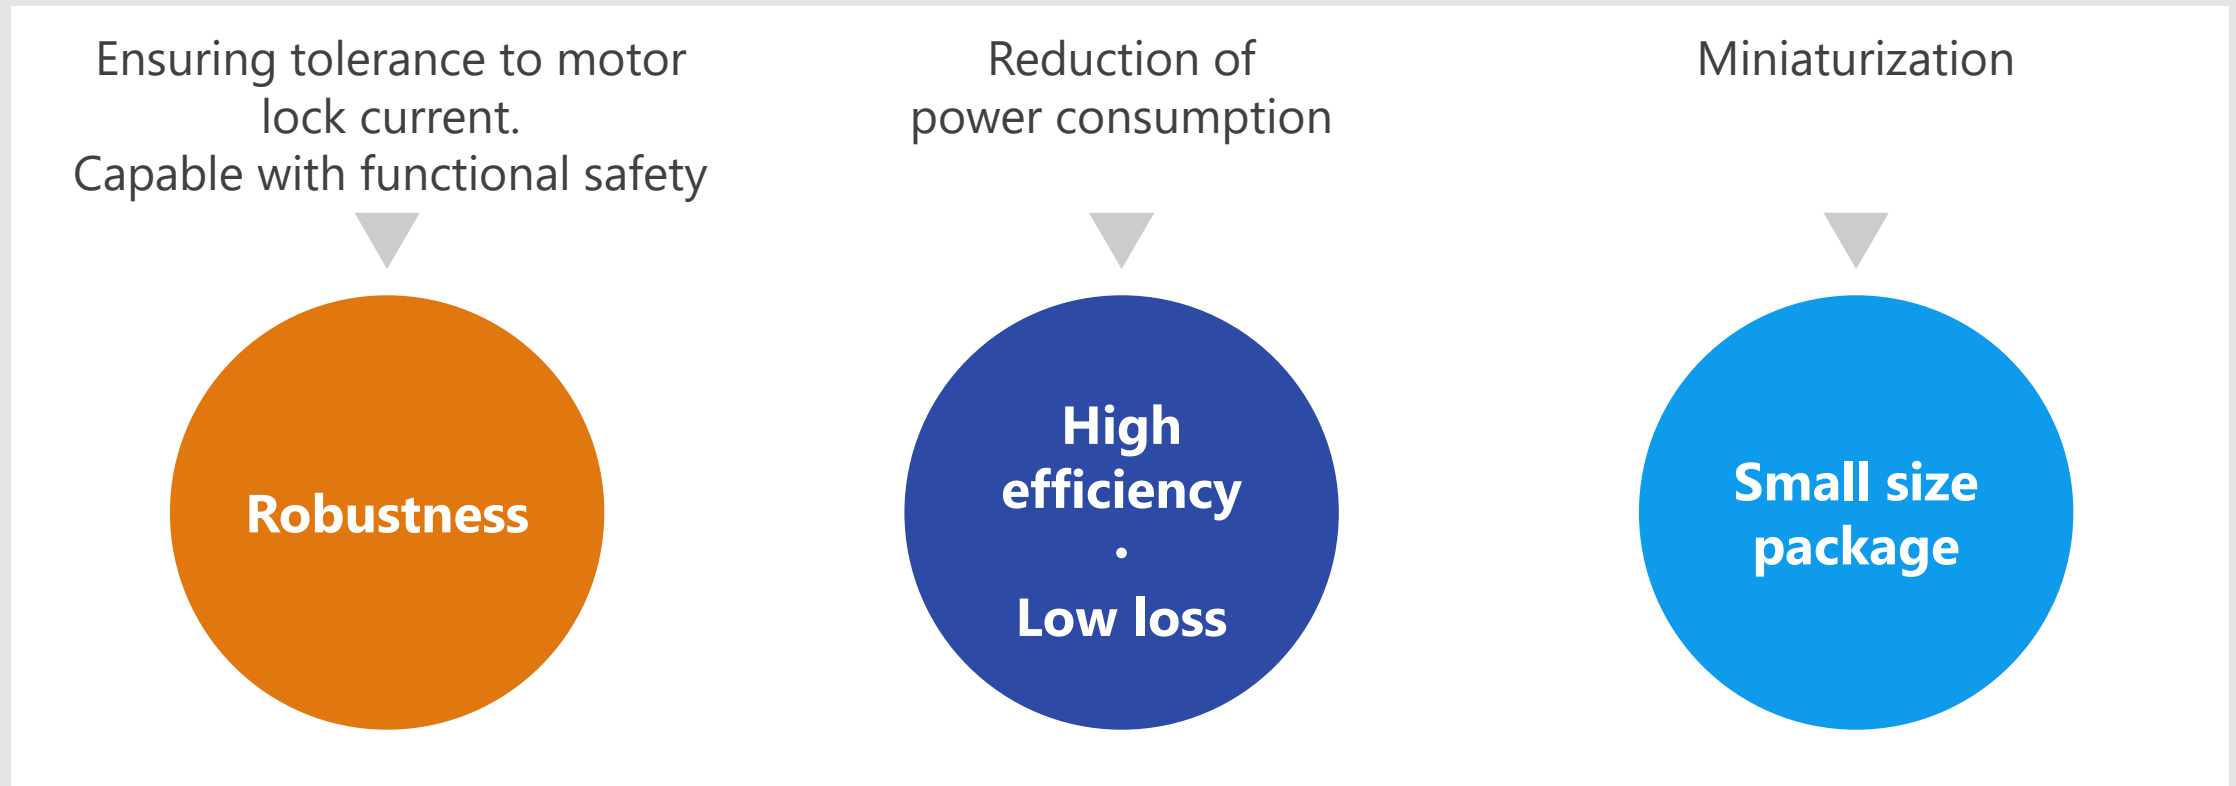 Ensuring tolerance to motor
lock current.
Capable with functional safety
Reduction of
power consumption
Miniaturization
Robustness
High
efficiency
・
Low loss
Small size
package